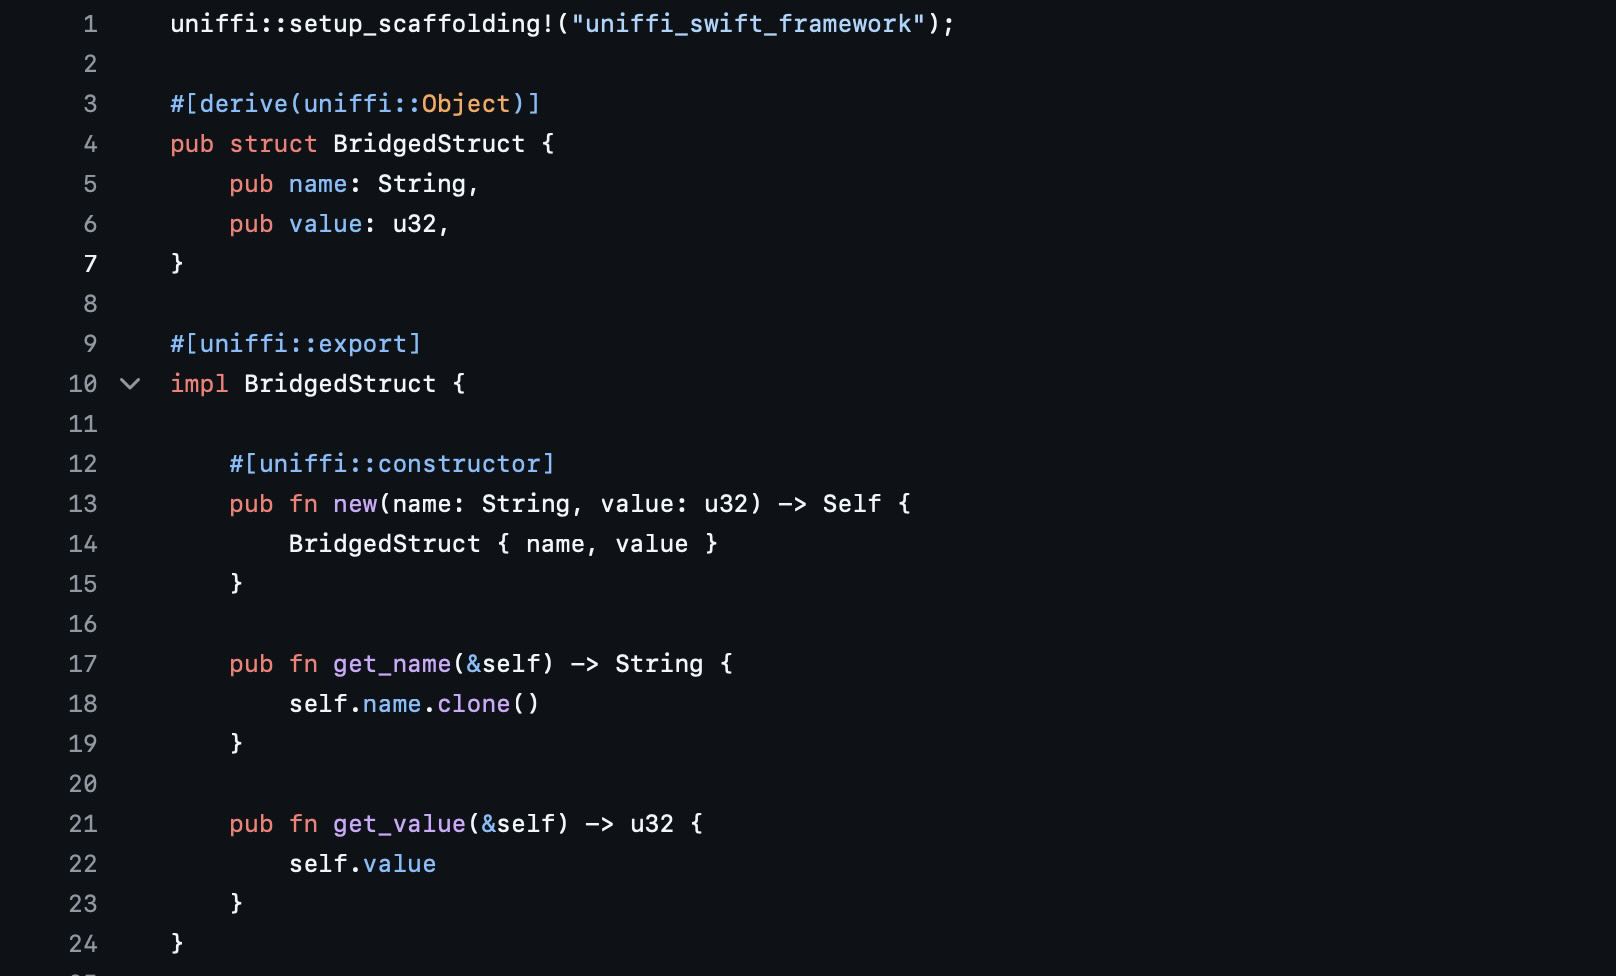 1 uniffi::setup_scaffolding!("uniffi_swift_framework");
2
3 #[derive(uniffi::Object)]
4 pub struct BridgedStruct {
5     pub name: String,
6     pub value: u32,
7 }
8
9 #[uniffi::export]
10 impl BridgedStruct {
11
12     #[uniffi::constructor]
13     pub fn new(name: String, value: u32) -> Self {
14         BridgedStruct { name, value }
15     }
16
17     pub fn get_name(&self) -> String {
18         self.name.clone()
19     }
20
21     pub fn get_value(&self) -> u32 {
22         self.value
23     }
24 }